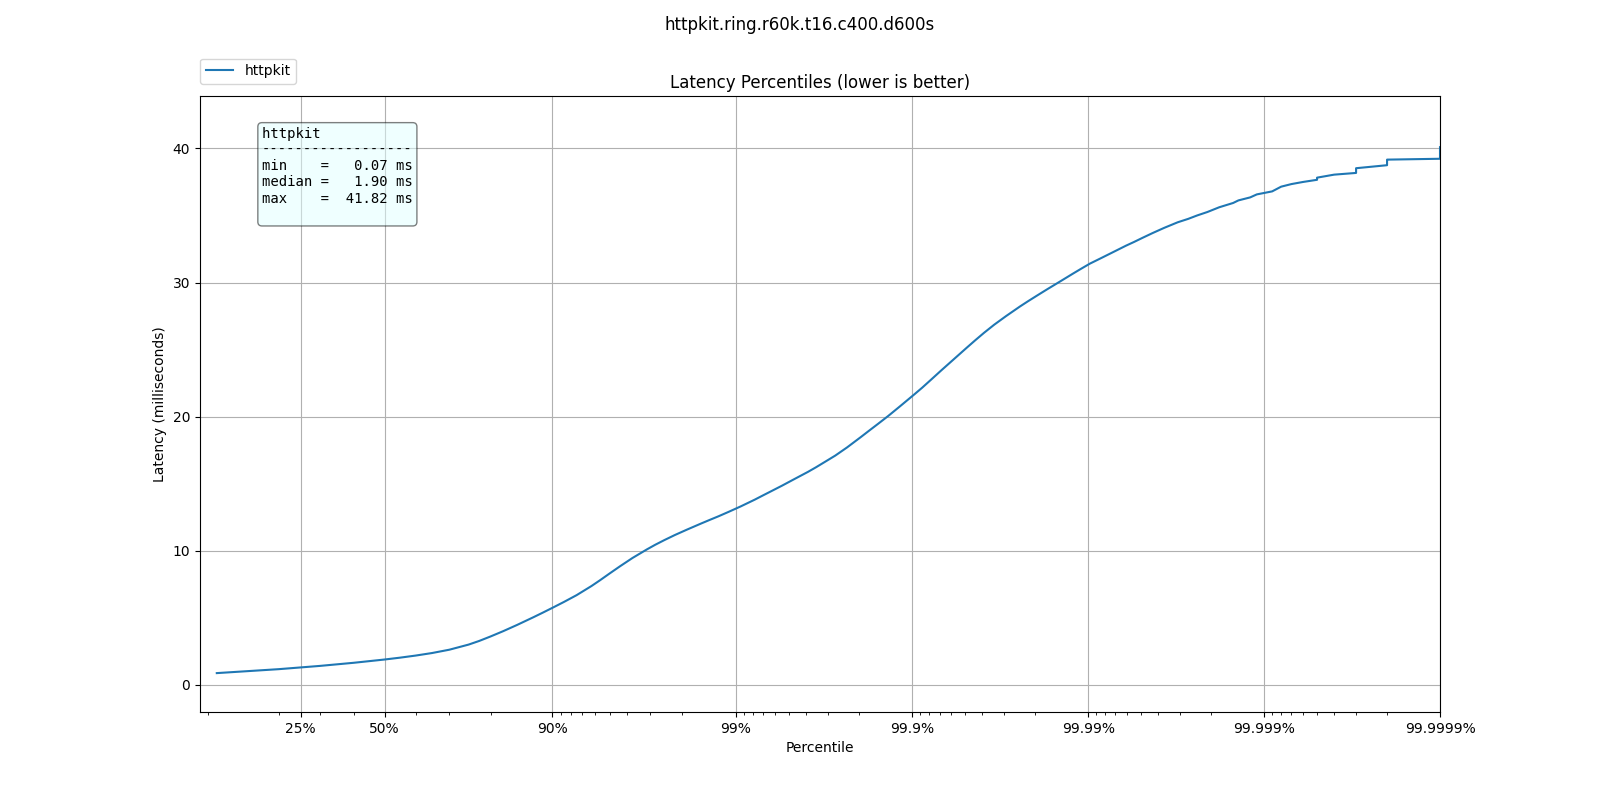 httpkit.ring.r60k.t16.c400.d600s
httpkit
Latency Percentiles (lower is better)
httpkit
------------------
min    =   0.07 ms
median =   1.90 ms
max    =  41.82 ms
40
30
20
10
0
Latency (milliseconds)
25% 50% 90% 99% 99.9% 99.99% 99.999% 99.9999%
Percentile